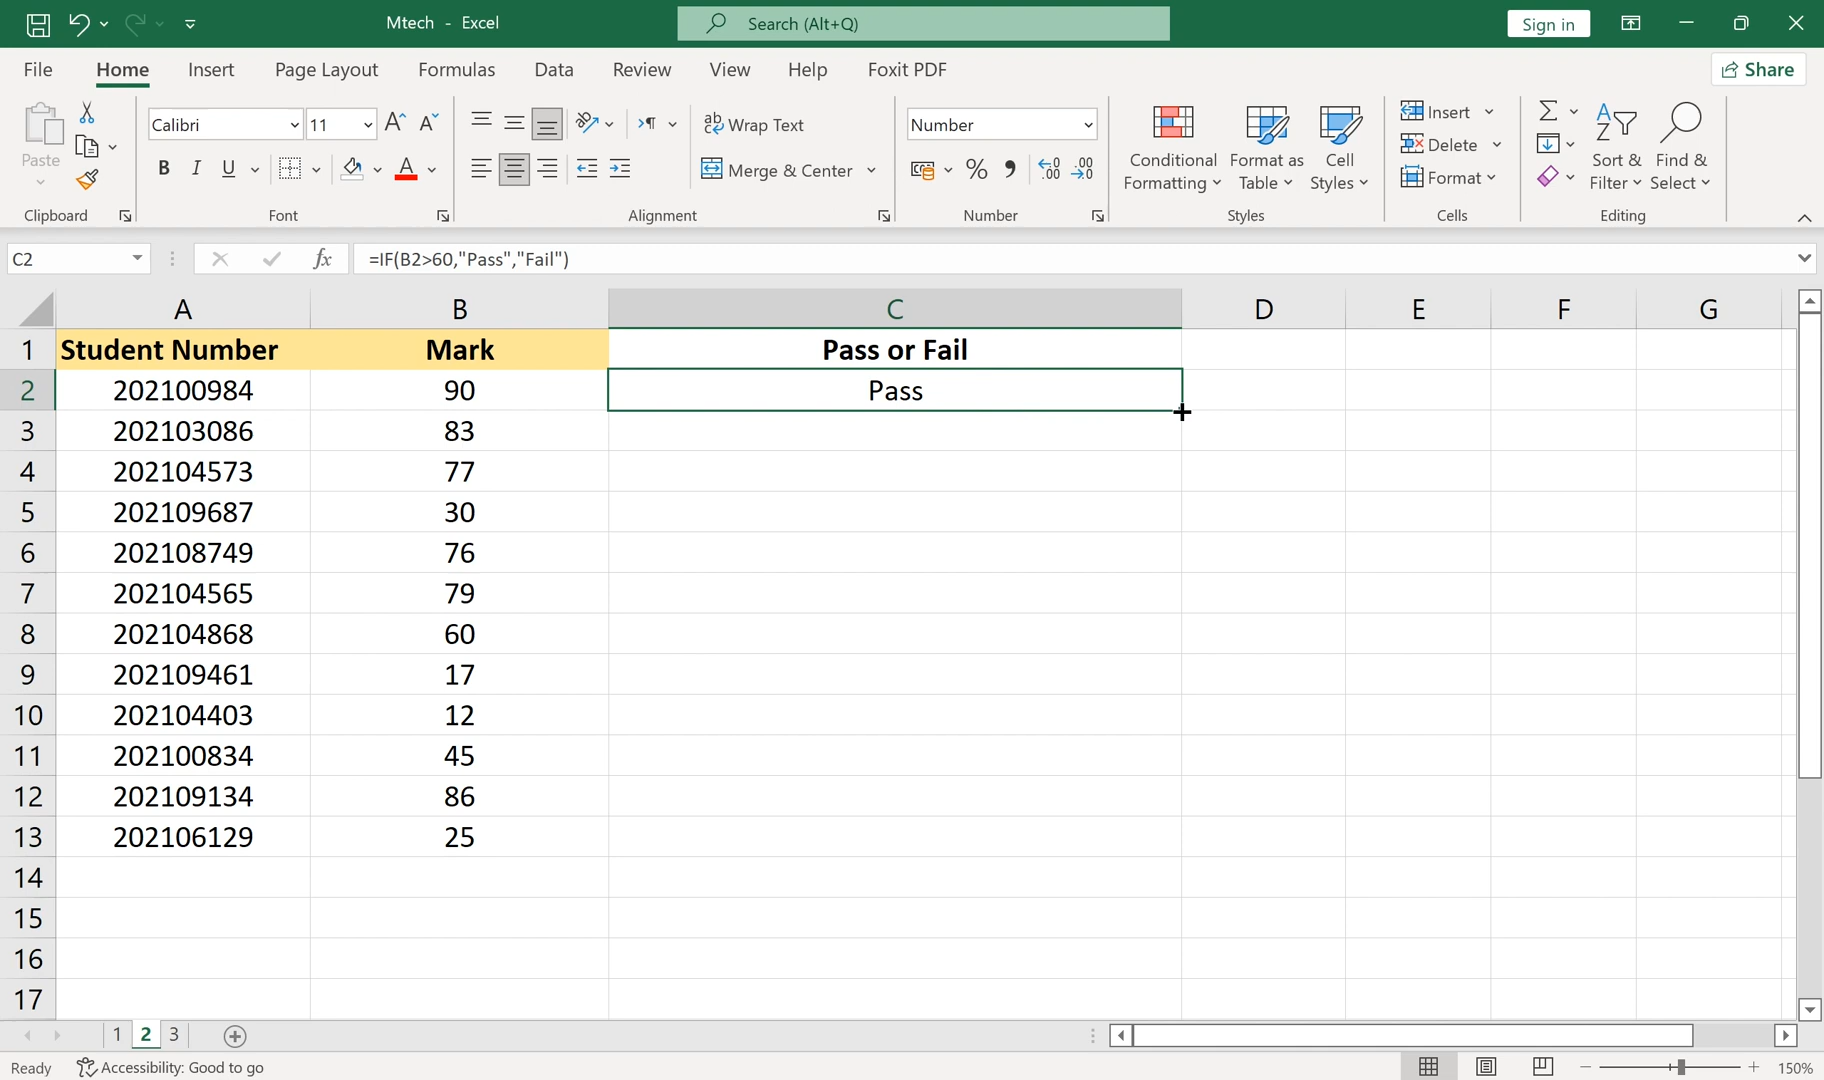 Mtech - Excel
Search (Alt+Q)
Sign in
File Home Insert Page Layout Formulas Data Review View Help Foxit PDF
Share
Paste
Clipboard
Calibri 11
B I U
Font
Wrap Text
Merge & Center
Alignment
Number
Number
Conditional Formatting
Format as Table
Cell Styles
Styles
Insert
Delete
Format
Cells
Sort & Filter
Find & Select
Editing
C2 fx =IF(B2>60,"Pass","Fail")
A B C D E F G
1 Student Number Mark Pass or Fail
2 202100984 90 Pass
3 202103086 83
4 202104573 77
5 202109687 30
6 202108749 76
7 202104565 79
8 202104868 60
9 202109461 17
10 202104403 12
11 202100834 45
12 202109134 86
13 202106129 25
14
15
16
17
1 2 3
Ready Accessibility: Good to go
150%